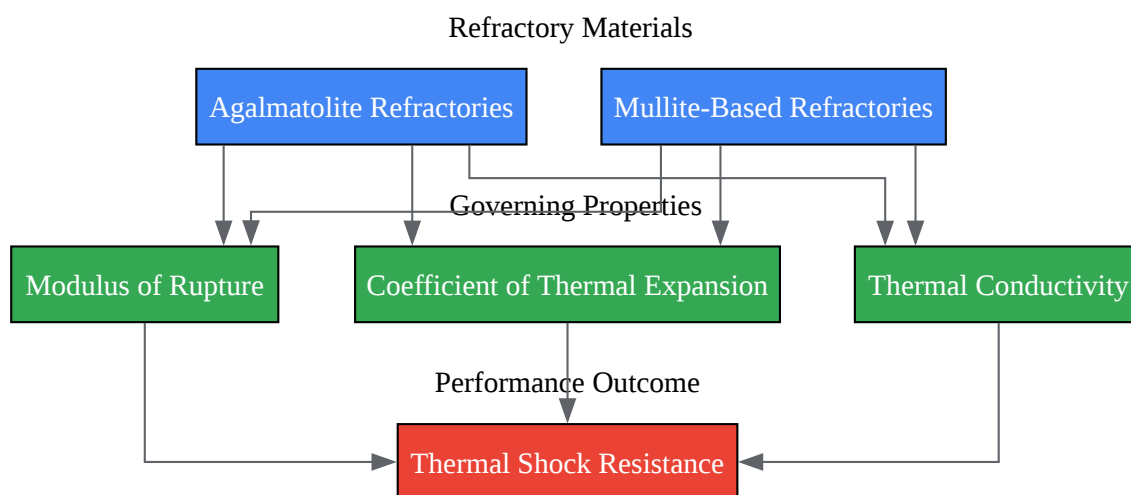 Refractory Materials
Agalmatolite Refractories
Mullite-Based Refractories
Governing Properties
Modulus of Rupture
Coefficient of Thermal Expansion
Thermal Conductivity
Performance Outcome
Thermal Shock Resistance